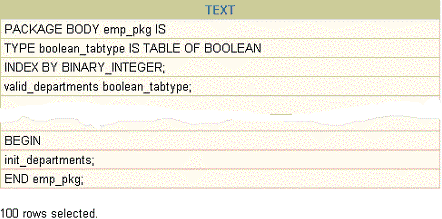 TEXT
PACKAGE BODY emp_pkg IS
TYPE boolean_tabtype IS TABLE OF BOOLEAN
INDEX BY BINARY_INTEGER;
valid_departments boolean_tabtype;
BEGIN
init_departments;
END emp_pkg;
100 rows selected.